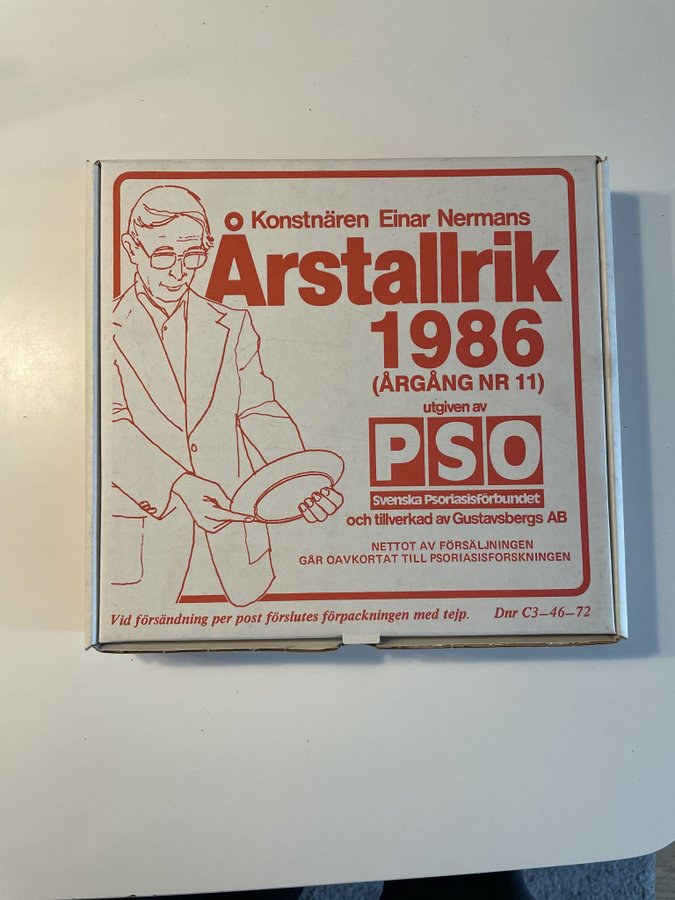 Konstnären Einar Nermans
Årstallrik
1986
(ÅRGÅNG NR 11)
utgiven av
PSO
Svenska Psoriasisförbundet
och tillverkad av Gustavsbergs AB
NETTOT AV FÖRSÄLJNINGEN
GÅR OAVKORTAT TILL PSORIASISFORSKNINGEN
Vid försändning per post förslutes förpackningen med tejp. Dnr C3–46–72